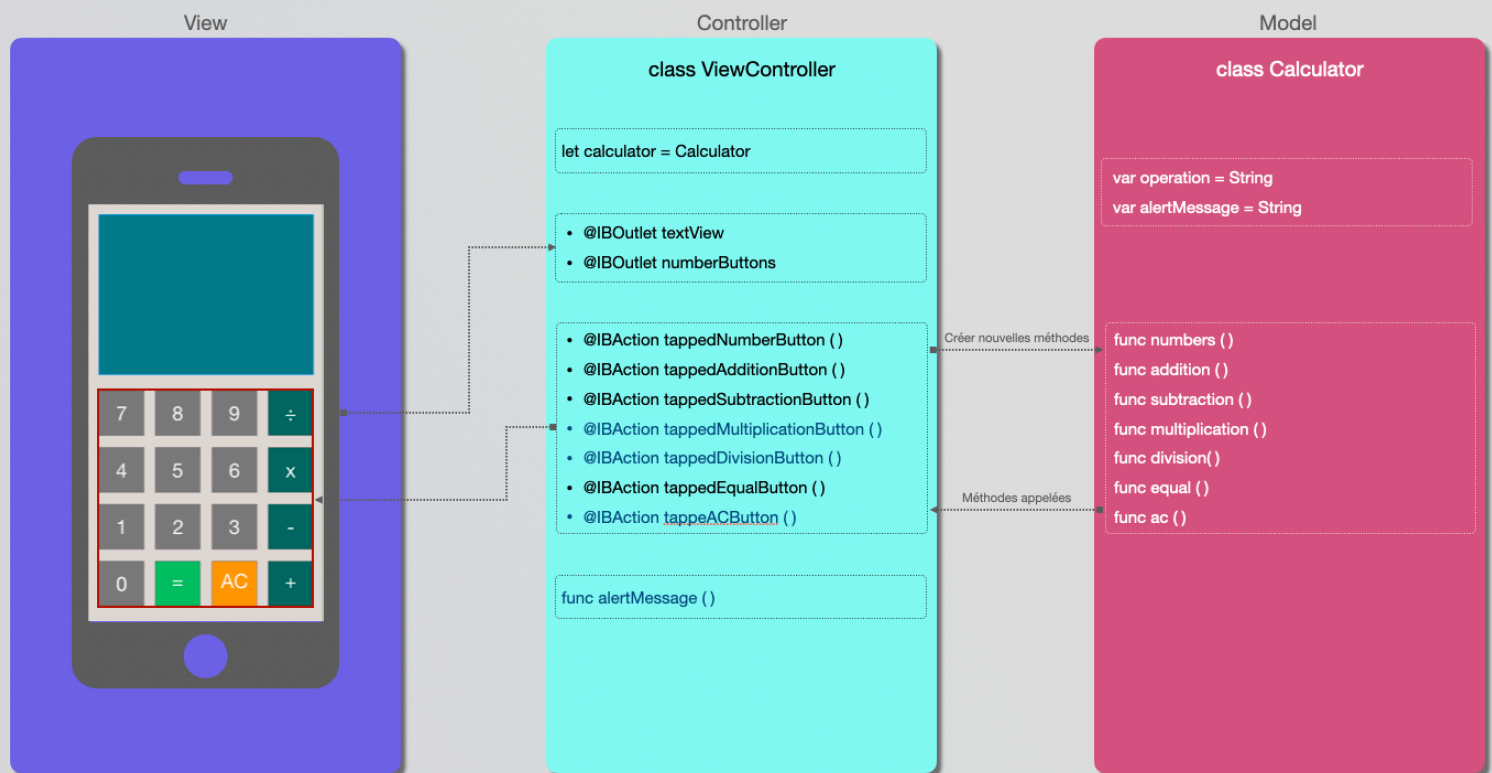 View
Controller
Model
7 8 9 ÷
4 5 6 x
1 2 3 -
0 = AC +
class ViewController
let calculator = Calculator
• @IBOutlet textView
• @IBOutlet numberButtons
• @IBAction tappedNumberButton ( )
• @IBAction tappedAdditionButton ( )
• @IBAction tappedSubtractionButton ( )
• @IBAction tappedMultiplicationButton ( )
• @IBAction tappedDivisionButton ( )
• @IBAction tappedEqualButton ( )
• @IBAction tappeACButton ( )
func alertMessage ( )
Créer nouvelles méthodes
Méthodes appelées
class Calculator
var operation = String
var alertMessage = String
func numbers ( )
func addition ( )
func subtraction ( )
func multiplication ( )
func division( )
func equal ( )
func ac ( )